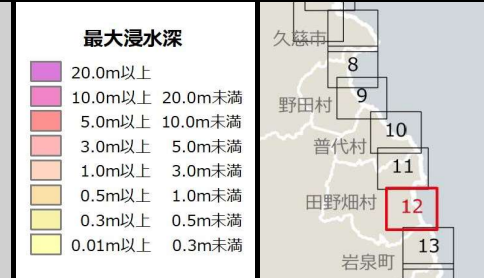 最大浸水深
20.0m以上
10.0m以上 20.0m未満
5.0m以上 10.0m未満
3.0m以上 5.0m未満
1.0m以上 3.0m未満
0.5m以上 1.0m未満
0.3m以上 0.5m未満
0.01m以上 0.3m未満
久慈市
8
9
野田村
10
普代村
11
田野畑村
12
13
岩泉町